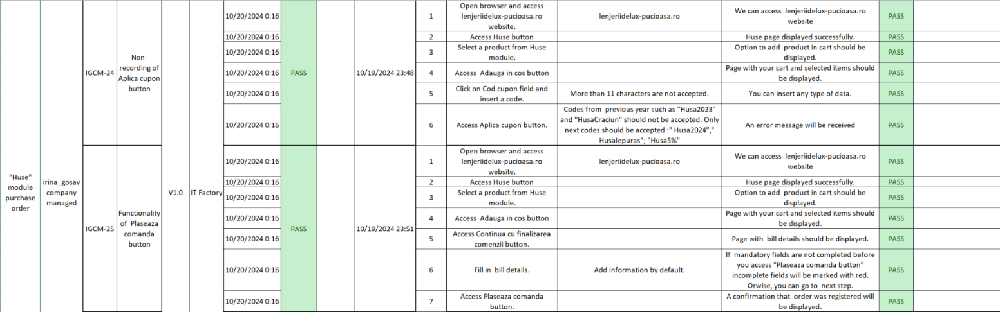 "Huse"
module
purchase
order
irina_gosav
_company_
managed
IGCM-24
Non-
recording of
Aplica cupon
button
V1.0
IT Factory
PASS
10/19/2024 23:48
10/20/2024 0:16
1
Open browser and access
lenjeriidelux-pucioasa.ro
website.
lenjeriidelux-pucioasa.ro
We can access lenjeriidelux-pucioasa.ro
website
PASS
10/20/2024 0:16
2
Access Huse button
Huse page displayed successfully.
PASS
10/20/2024 0:16
3
Select a product from Huse
module.
Option to add product in cart should be
displayed.
PASS
10/20/2024 0:16
4
Access Adauga in cos button
Page with your cart and selected items should
be displayed.
PASS
10/20/2024 0:16
5
Click on Cod cupon field and
insert a code.
More than 11 characters are not accepted.
You can insert any type of data.
PASS
10/20/2024 0:16
6
Access Aplica cupon button.
Codes from previous year such as "Husa2023"
and "HusaCraciun" should not be accepted. Only
next codes should be accepted :" Husa2024","
HusaIepuras"; "Husa5%"
An error message will be received
PASS
IGCM-25
Functionality
of Plaseaza
comanda
button
PASS
10/19/2024 23:51
10/20/2024 0:16
1
Open browser and access
lenjeriidelux-pucioasa.ro
website.
lenjeriidelux-pucioasa.ro
We can access lenjeriidelux-pucioasa.ro
website
PASS
10/20/2024 0:16
2
Access Huse button
Huse page displayed successfully.
PASS
10/20/2024 0:16
3
Select a product from Huse
module.
Option to add product in cart should be
displayed.
PASS
10/20/2024 0:16
4
Access Adauga in cos button
Page with your cart and selected items should
be displayed.
PASS
10/20/2024 0:16
5
Access Continua cu finalizarea
comenzii button.
Page with bill details should be displayed.
PASS
10/20/2024 0:16
6
Fill in bill details.
Add information by default.
If mandatory fields are not completed before
you access "Plaseaza comanda button"
incomplete fields will be marked with red.
Orwise, you can go to next step.
PASS
10/20/2024 0:16
7
Access Plaseaza comanda
button.
A confirmation that order was registered will
be displayed.
PASS